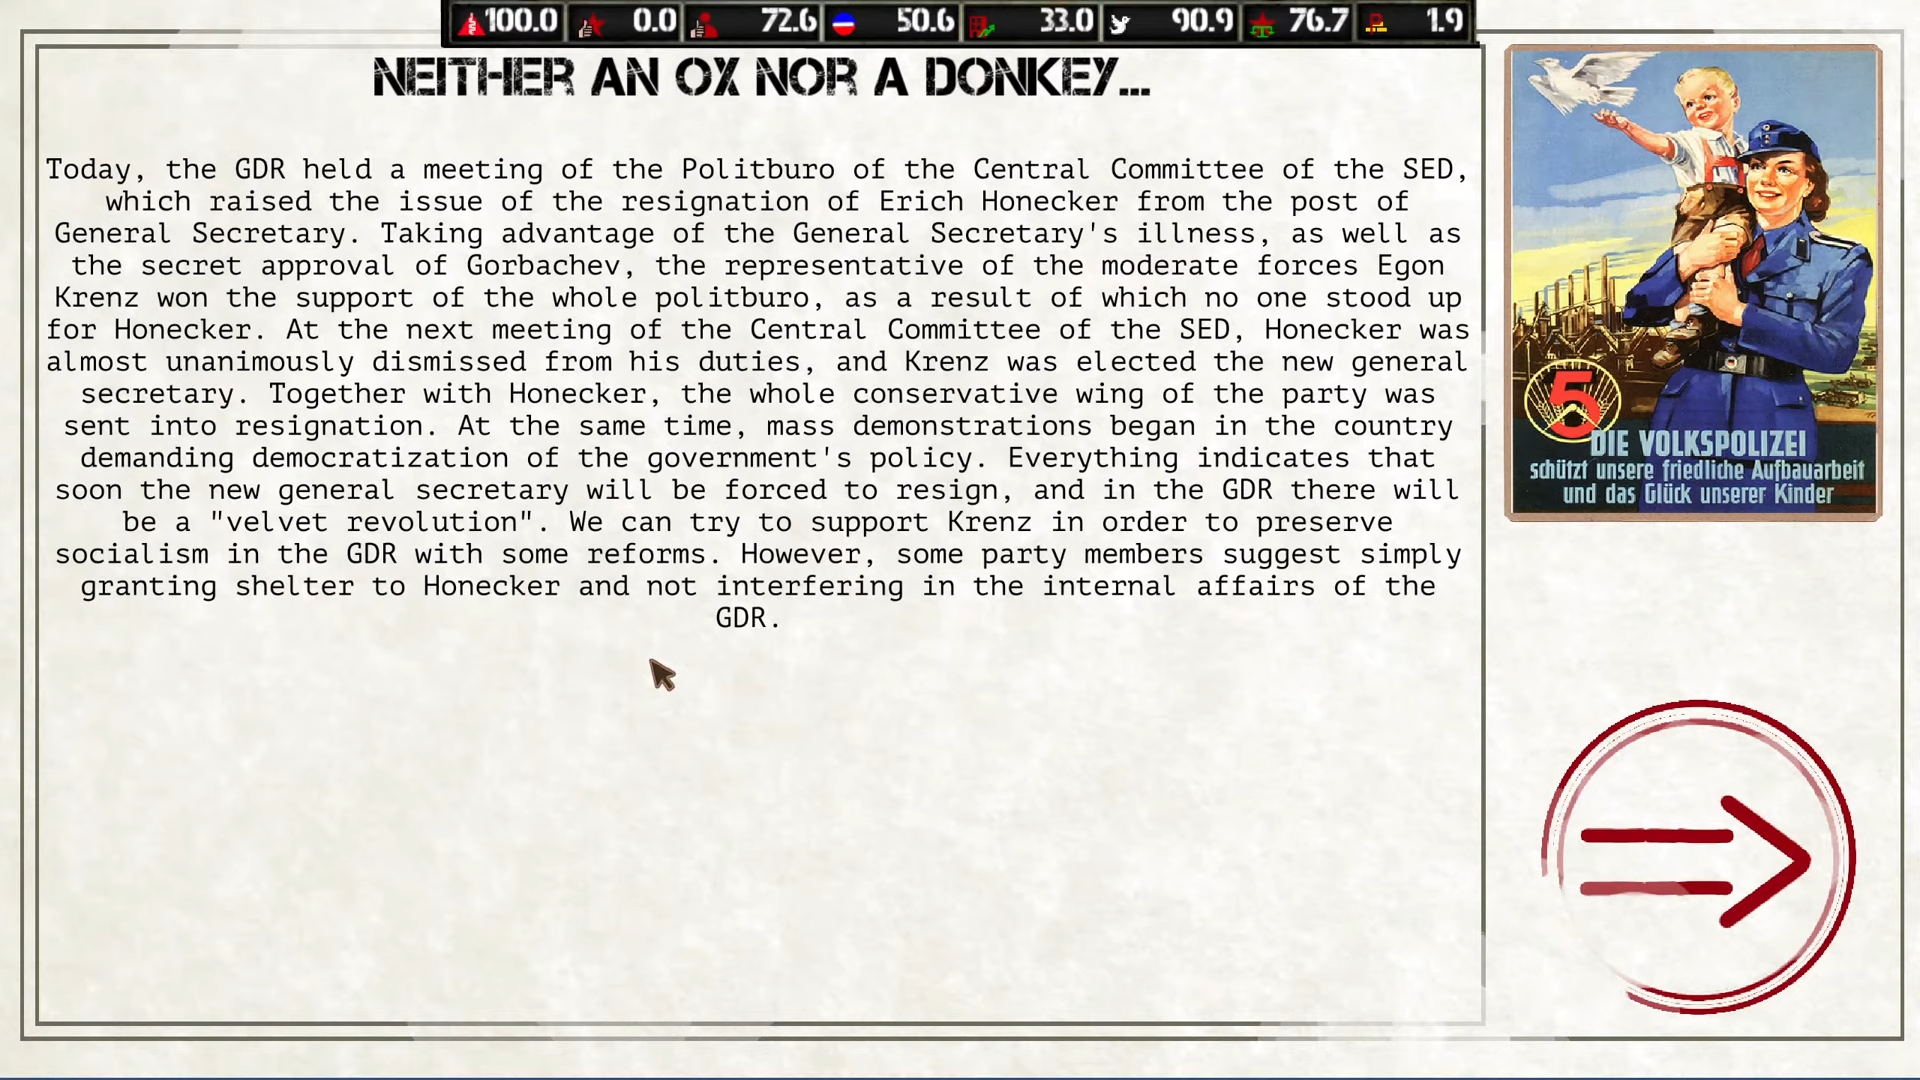 100.0 0.0 72.6 50.6 33.0 90.9 76.7 1.9
NEITHER AN OX NOR A DONKEY...
Today, the GDR held a meeting of the Politburo of the Central Committee of the SED,
which raised the issue of the resignation of Erich Honecker from the post of
General Secretary. Taking advantage of the General Secretary's illness, as well as
the secret approval of Gorbachev, the representative of the moderate forces Egon
Krenz won the support of the whole politburo, as a result of which no one stood up
for Honecker. At the next meeting of the Central Committee of the SED, Honecker was
almost unanimously dismissed from his duties, and Krenz was elected the new general
secretary. Together with Honecker, the whole conservative wing of the party was
sent into resignation. At the same time, mass demonstrations began in the country
demanding democratization of the government's policy. Everything indicates that
soon the new general secretary will be forced to resign, and in the GDR there will
be a "velvet revolution". We can try to support Krenz in order to preserve
socialism in the GDR with some reforms. However, some party members suggest simply
granting shelter to Honecker and not interfering in the internal affairs of the
GDR.
5
DIE VOLKSPOLIZEI
schützt unsere friedliche Aufbauarbeit
und das Glück unserer Kinder